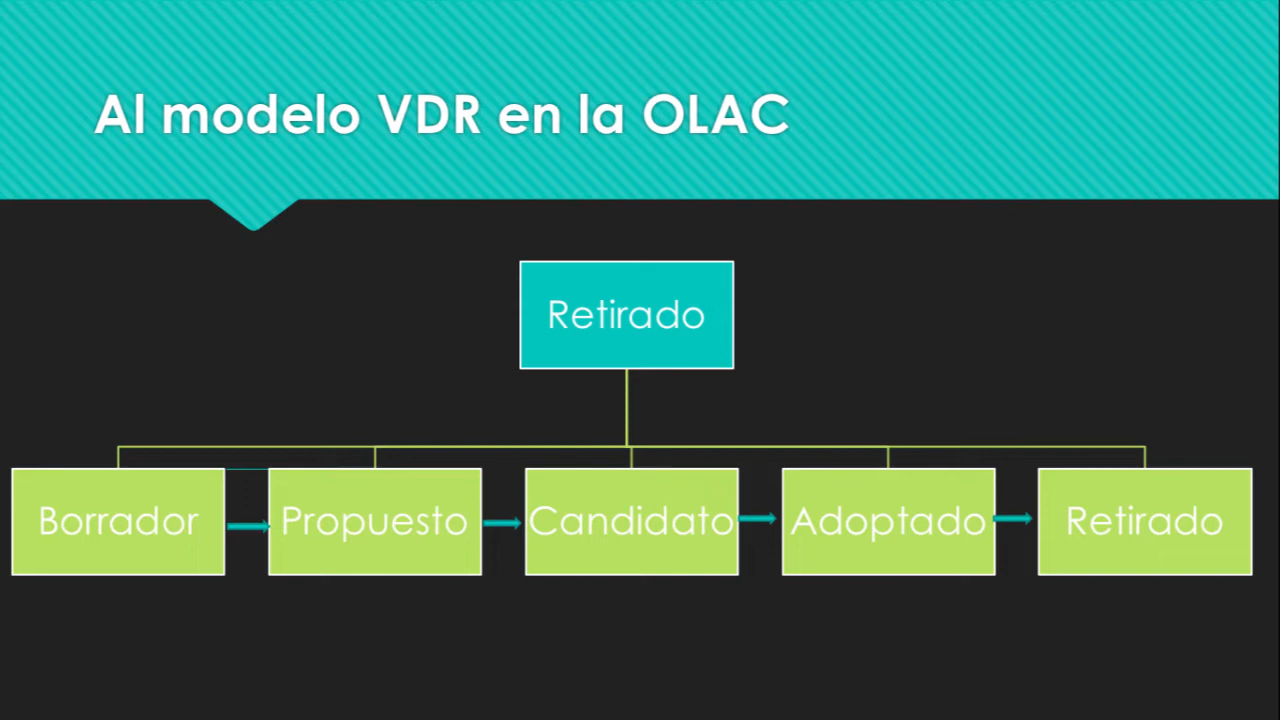 Al modelo VDR en la OLAC
Retirado
Borrador
Propuesto
Candidato
Adoptado
Retirado